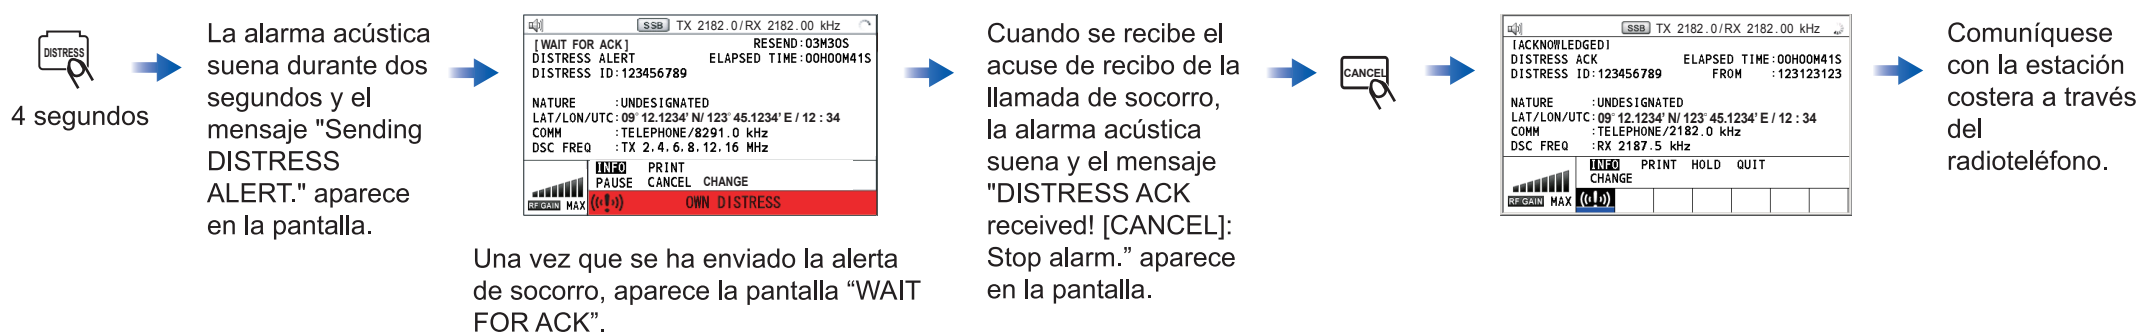 DISTRESS
4 segundos
La alarma acústica
suena durante dos
segundos y el
mensaje "Sending
DISTRESS
ALERT." aparece
en la pantalla.
SSB TX 2182.0/RX 2182.00 kHz
[WAIT FOR ACK] RESEND:03M30S
DISTRESS ALERT ELAPSED TIME:00H00M41S
DISTRESS ID:123456789
NATURE :UNDESIGNATED
LAT/LON/UTC:09° 12.1234' N/ 123° 45.1234' E / 12 : 34
COMM :TELEPHONE/8291.0 kHz
DSC FREQ :TX 2.4.6.8.12.16 MHz
INFO PRINT
PAUSE CANCEL CHANGE
RF GAIN MAX OWN DISTRESS
Una vez que se ha enviado la alerta
de socorro, aparece la pantalla “WAIT
FOR ACK”.
Cuando se recibe el
acuse de recibo de la
llamada de socorro,
la alarma acústica
suena y el mensaje
"DISTRESS ACK
received! [CANCEL]:
Stop alarm.” aparece
en la pantalla.
CANCEL
SSB TX 2182.0/RX 2182.00 kHz
[ACKNOWLEDGED]
DISTRESS ACK ELAPSED TIME:00H00M41S
DISTRESS ID:123456789 FROM :123123123
NATURE :UNDESIGNATED
LAT/LON/UTC:09° 12.1234' N/ 123° 45.1234' E / 12 : 34
COMM :TELEPHONE/2182.0 kHz
DSC FREQ :RX 2187.5 kHz
INFO PRINT HOLD QUIT
CHANGE
RF GAIN MAX
Comuníquese
con la estación
costera a través
del
radioteléfono.